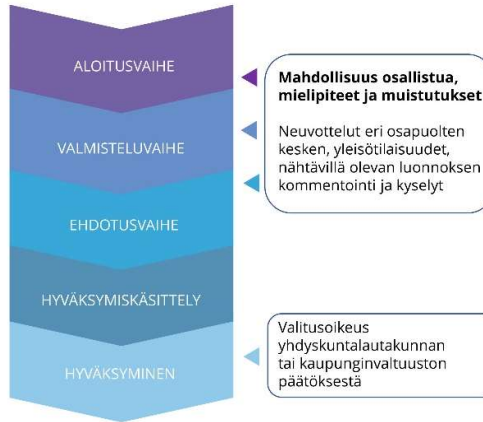 ALOITUSVAIHE
VALMISTELUVAIHE
EHDOTUSVAIHE
HYVÄKSYMISKÄSITTELY
HYVÄKSYMINEN
Mahdollisuus osallistua,
mielipiteet ja muistutukset
Neuvottelut eri osapuolten
kesken, yleisötilaisuudet,
nähtävillä olevan luonnoksen
kommentointi ja kyselyt
Valitusoikeus
yhdyskuntalautakunnan
tai kaupunginvaltuuston
päätöksestä